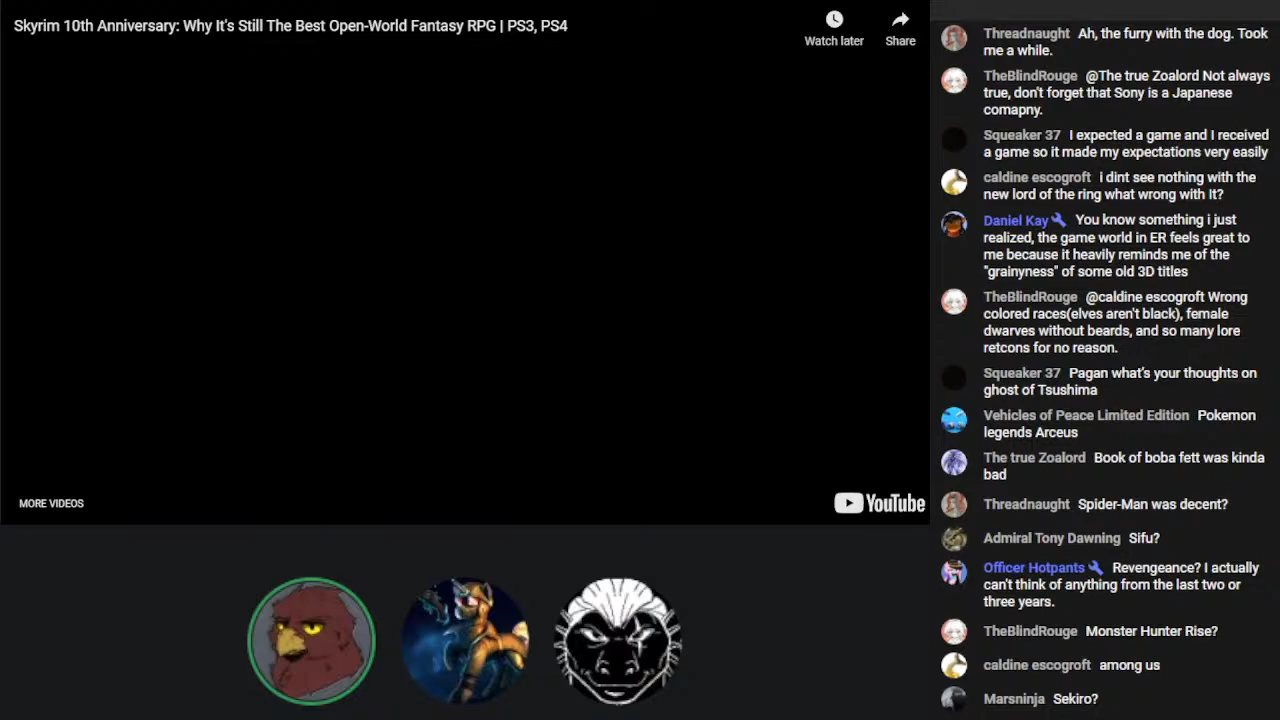 Skyrim 10th Anniversary: Why It's Still The Best Open-World Fantasy RPG | PS3, PS4
Watch later
Share
MORE VIDEOS
YouTube
Threadnaught Ah, the furry with the dog. Took
me a while.
TheBlindRouge @The true Zoalord Not always
true, don't forget that Sony is a Japanese
comapny.
Squeaker 37 I expected a game and I received
a game so it made my expectations very easily
caldine escogroft i dint see nothing with the
new lord of the ring what wrong with It?
Daniel Kay You know something i just
realized, the game world in ER feels great to
me because it heavily reminds me of the
"grainyness" of some old 3D titles
TheBlindRouge @caldine escogroft Wrong
colored races(elves aren't black), female
dwarves without beards, and so many lore
retcons for no reason.
Squeaker 37 Pagan what's your thoughts on
ghost of Tsushima
Vehicles of Peace Limited Edition Pokemon
legends Arceus
The true Zoalord Book of boba fett was kinda
bad
Threadnaught Spider-Man was decent?
Admiral Tony Dawning Sifu?
Officer Hotpants Revengeance? I actually
can't think of anything from the last two or
three years.
TheBlindRouge Monster Hunter Rise?
caldine escogroft among us
Marsninja Sekiro?